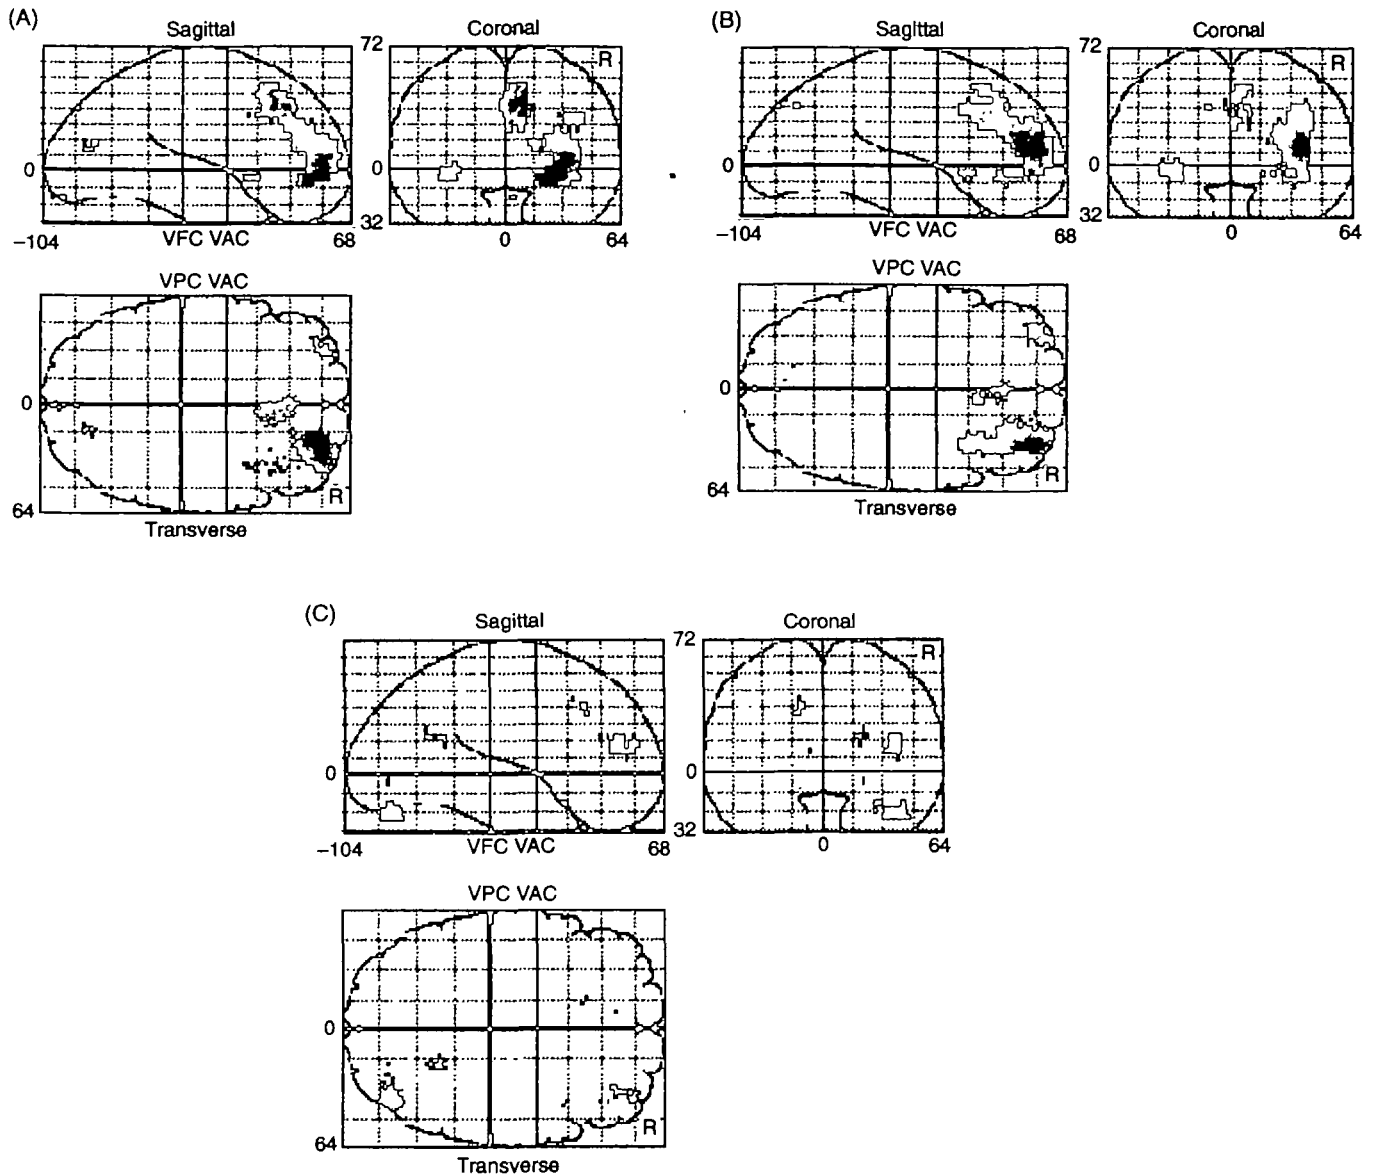 (A)
Sagittal
Coronal
72
R
0
0
32
-104
VFC VAC
68
0
64
VPC VAC
0
64
R
Transverse
(B)
Sagittal
Coronal
72
R
0
0
32
-104
VFC VAC
68
0
64
VPC VAC
0
64
R
Transverse
(C)
Sagittal
Coronal
72
R
0
0
32
-104
VFC VAC
68
0
64
VPC VAC
0
64
R
Transverse